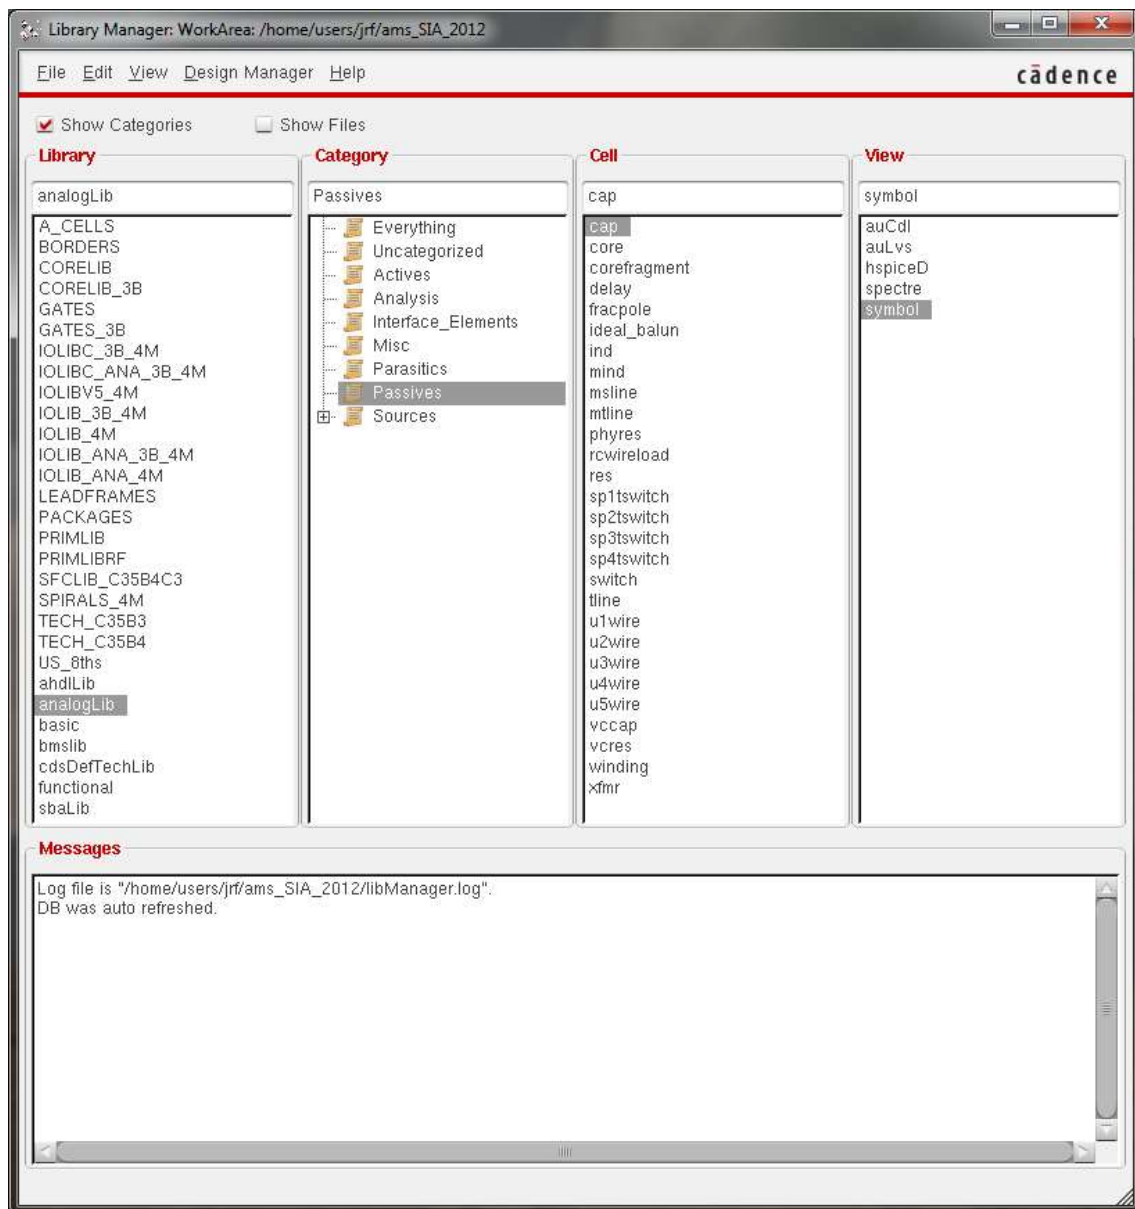 Library Manager: WorkArea: /home/users/jrf/ams_SIA_2012
File Edit View Design Manager Help
cādence
Show Categories
Show Files
Library
analogLib
A_CELLS
BORDERS
CORELIB
CORELIB_3B
GATES
GATES_3B
IOLIBC_3B_4M
IOLIBC_ANA_3B_4M
IOLIBV5_4M
IOLIB_3B_4M
IOLIB_4M
IOLIB_ANA_3B_4M
IOLIB_ANA_4M
LEADFRAMES
PACKAGES
PRIMLIB
PRIMLIBRF
SFCLIB_C35B4C3
SPIRALS_4M
TECH_C35B3
TECH_C35B4
US_8ths
ahdlLib
analogLib
basic
bmslib
cdsDefTechLib
functional
sbaLib
Category
Passives
Everything
Uncategorized
Actives
Analysis
Interface_Elements
Misc
Parasitics
Passives
Sources
Cell
cap
cap
core
corefragment
delay
fracpole
ideal_balun
ind
mind
msline
mtline
phyres
rcwireload
res
sp1tswitch
sp2tswitch
sp3tswitch
sp4tswitch
switch
tline
u1wire
u2wire
u3wire
u4wire
u5wire
vccap
vcres
winding
xfmr
View
symbol
auCdl
auLvs
hspiceD
spectre
symbol
Messages
Log file is "/home/users/jrf/ams_SIA_2012/libManager.log".
DB was auto refreshed.